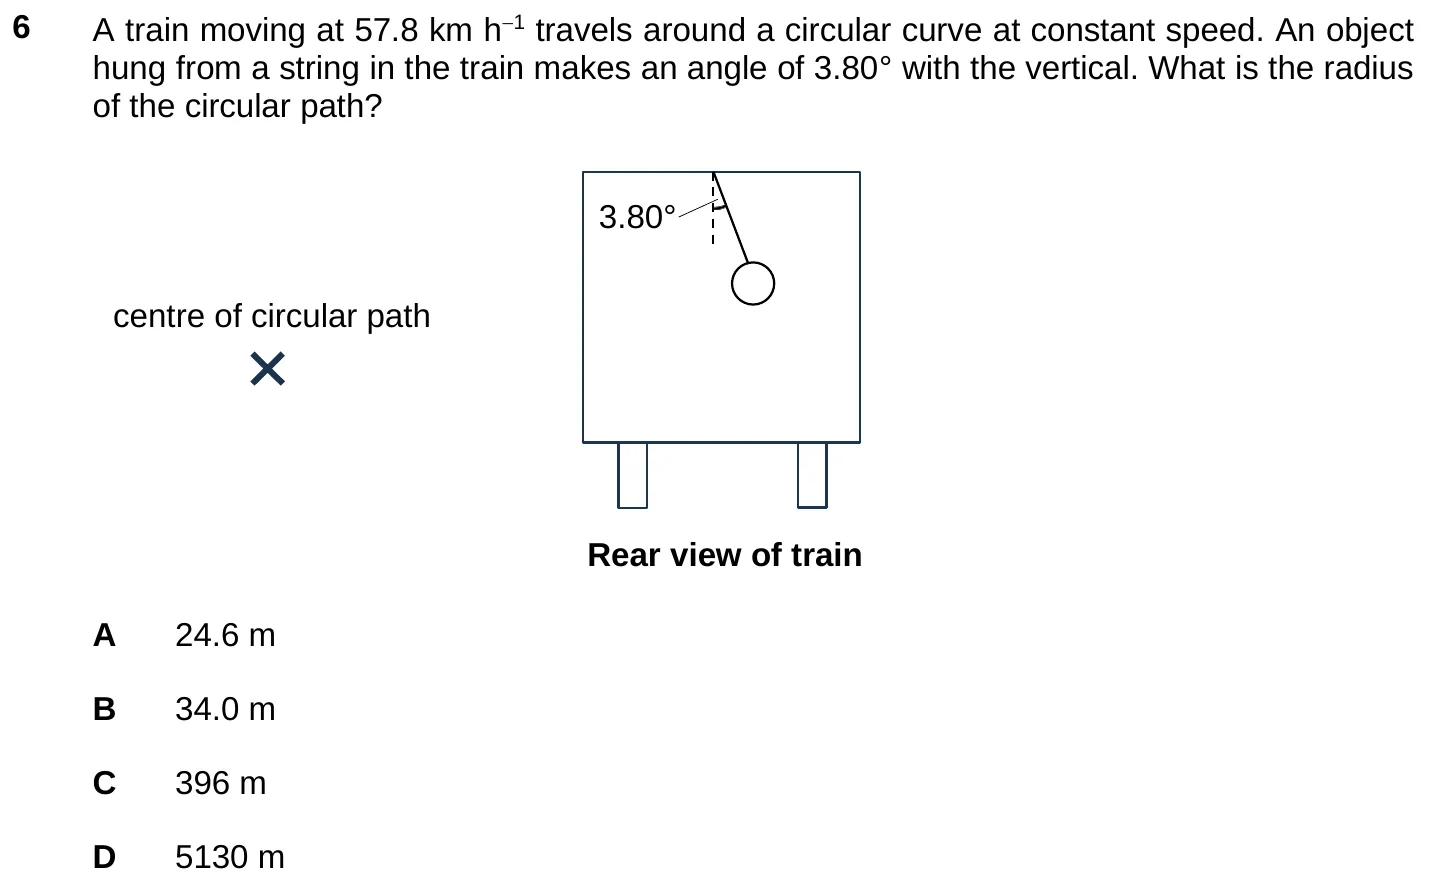 6 A train moving at 57.8 km h⁻¹ travels around a circular curve at constant speed. An object
hung from a string in the train makes an angle of 3.80° with the vertical. What is the radius
of the circular path?
3.80°
centre of circular path
Rear view of train
A 24.6 m
B 34.0 m
C 396 m
D 5130 m